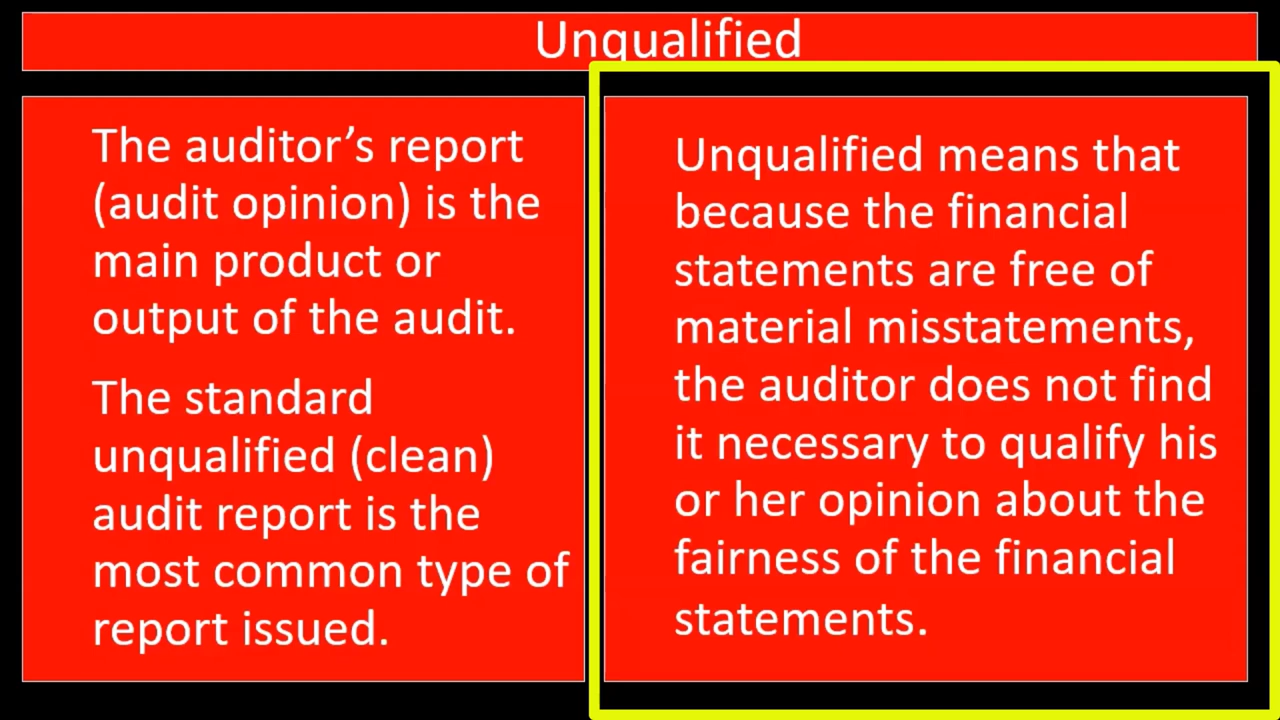 Unqualified
The auditor’s report
(audit opinion) is the
main product or
output of the audit.
The standard
unqualified (clean)
audit report is the
most common type of
report issued.
Unqualified means that
because the financial
statements are free of
material misstatements,
the auditor does not find
it necessary to qualify his
or her opinion about the
fairness of the financial
statements.